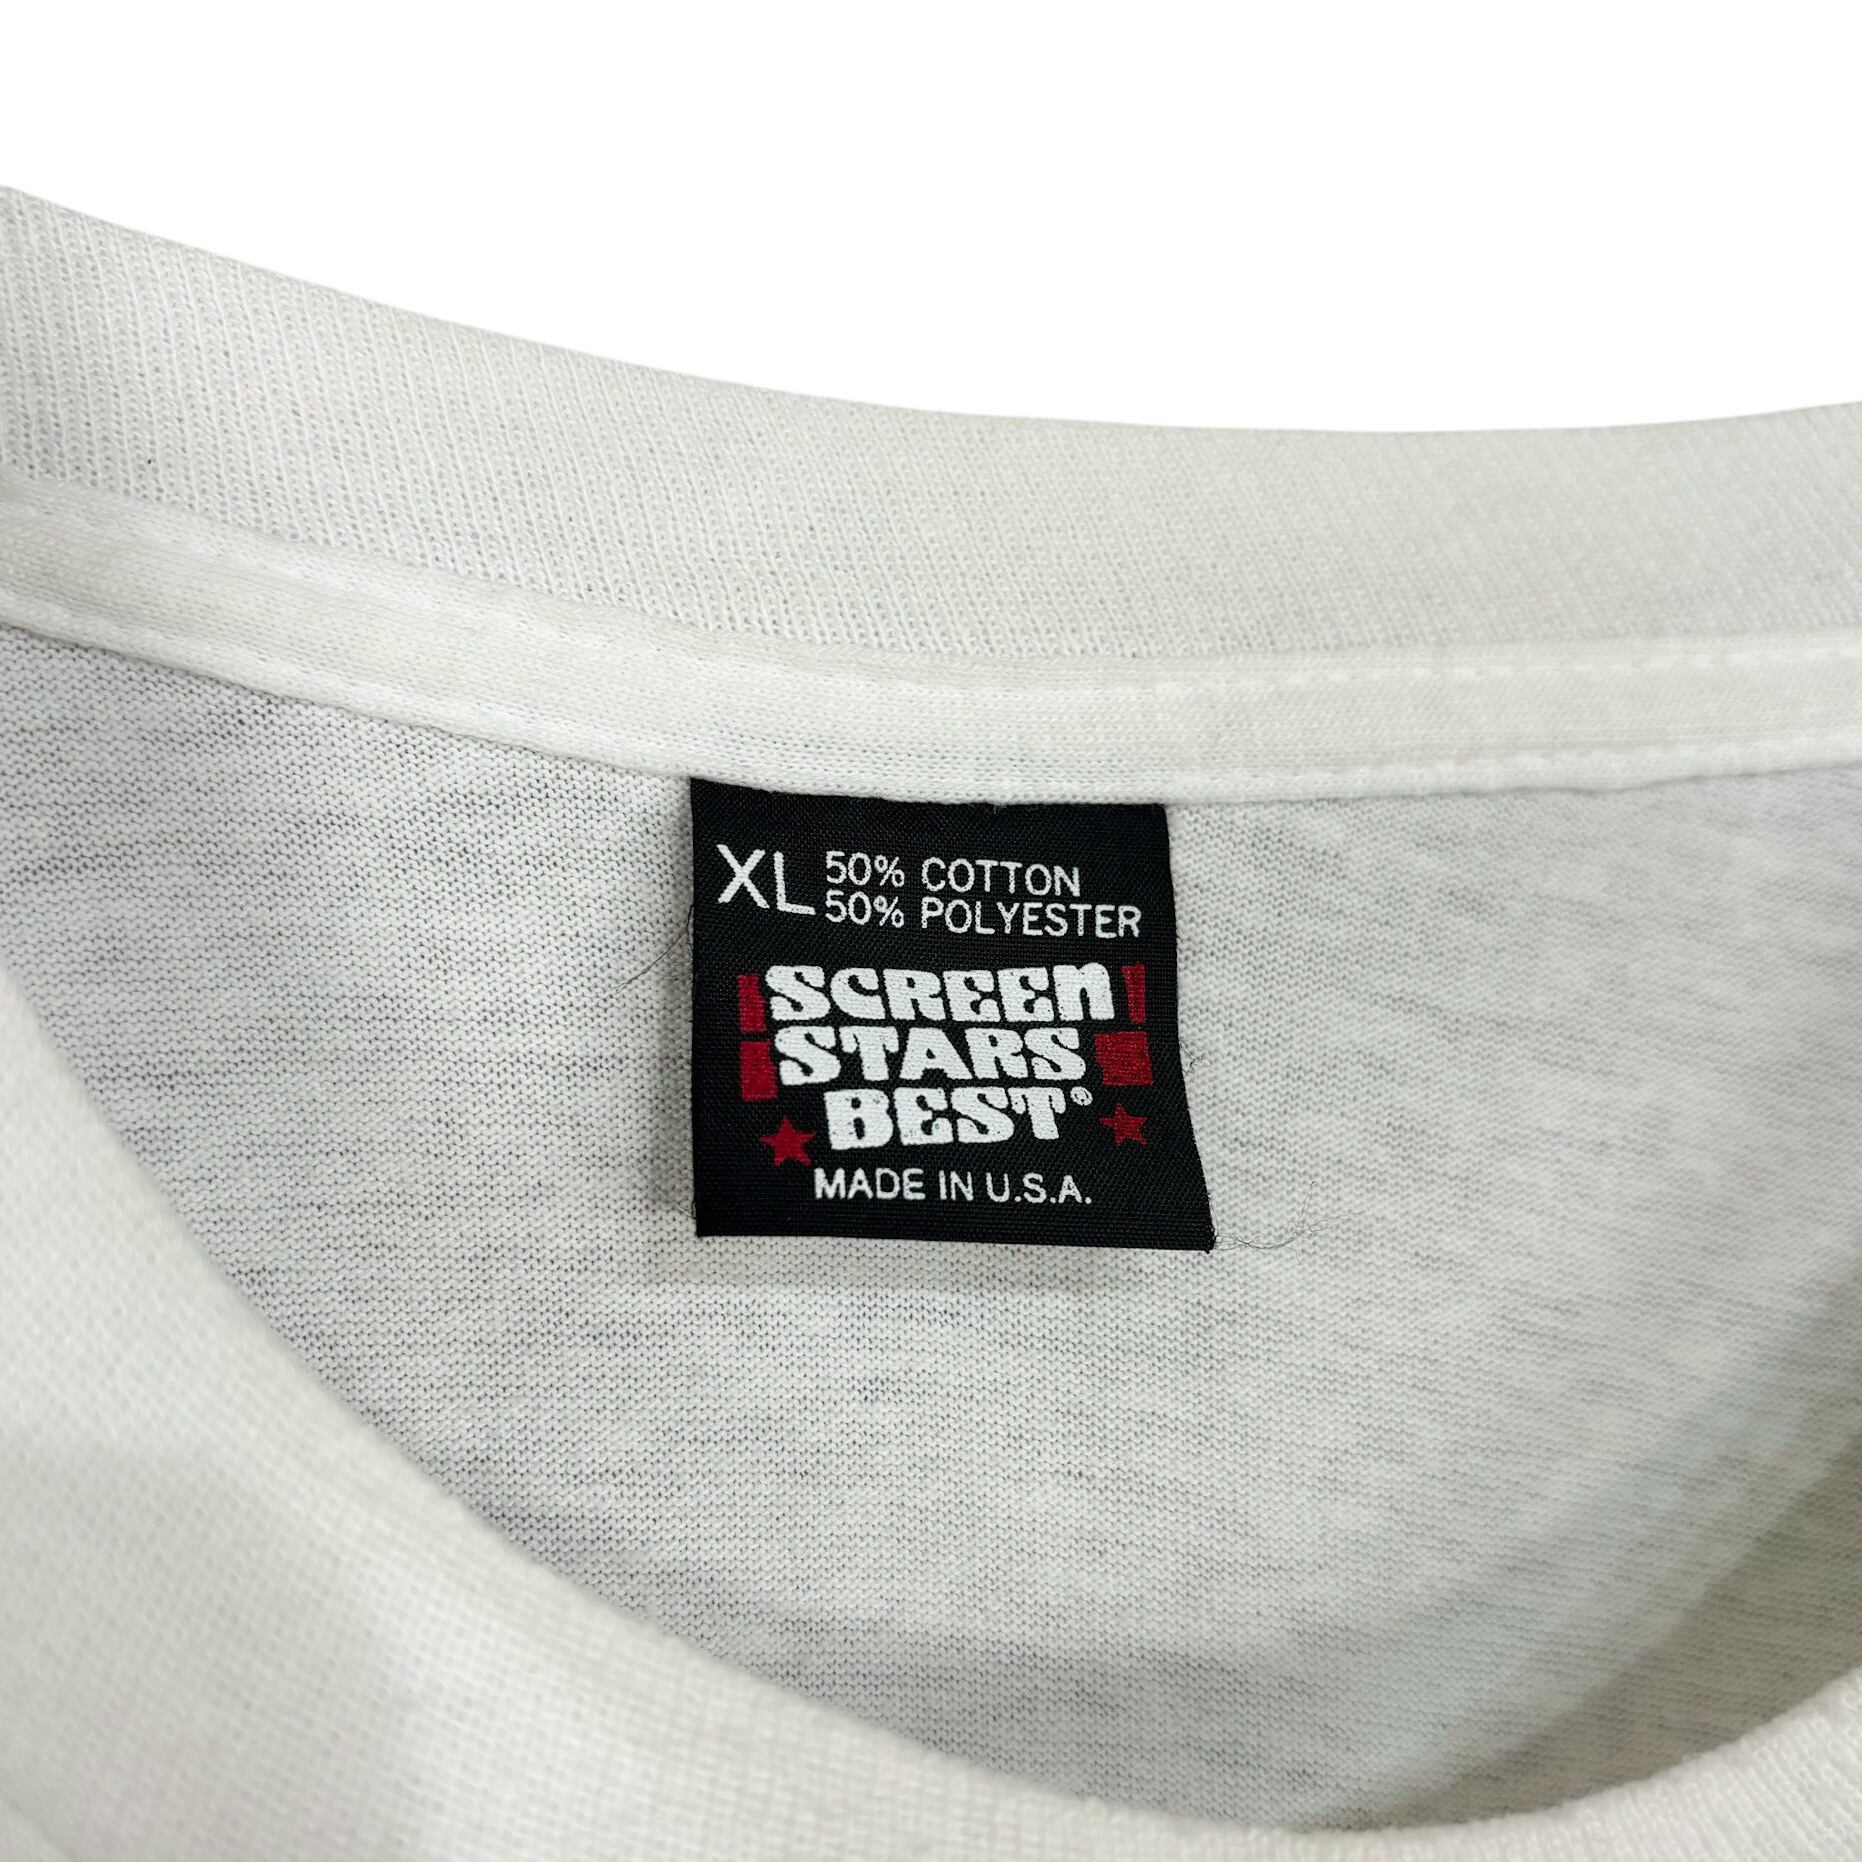 XL 50% COTTON
50% POLYESTER
SCREEN
STARS
BEST®
MADE IN U.S.A.